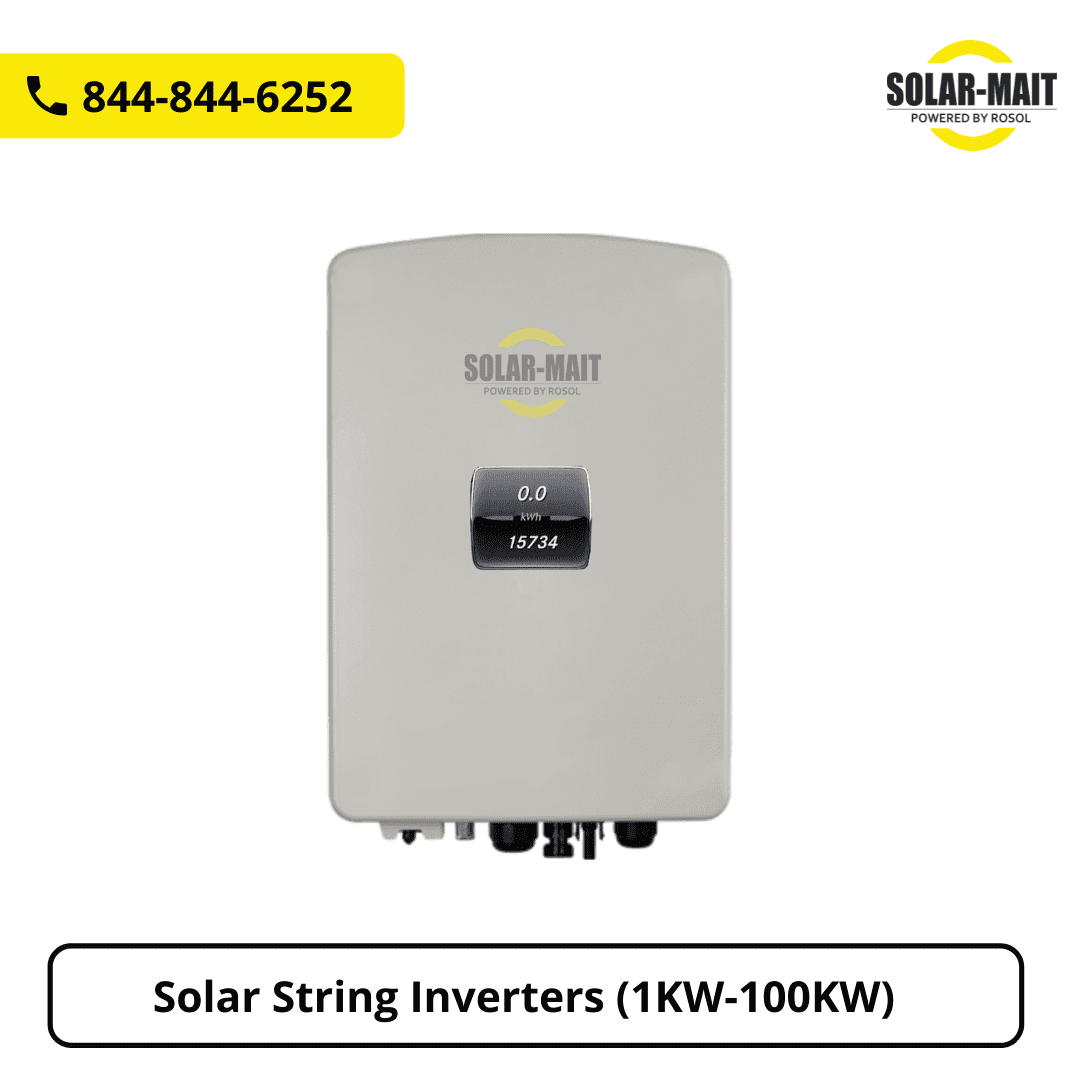 844-844-6252
SOLAR-MAIT
POWERED BY ROSOL
SOLAR-MAIT
POWERED BY ROSOL
0.0
kWh
15734
Solar String Inverters (1KW-100KW)